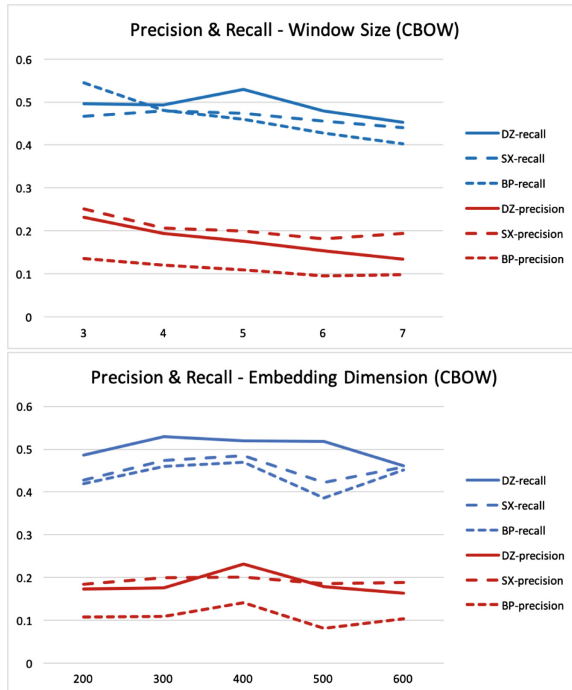 Precision & Recall - Window Size (CBOW)
0.6
0.5
0.4
0.3
0.2
0.1
0
3 4 5 6 7
DZ-recall
SX-recall
BP-recall
DZ-precision
SX-precision
BP-precision
Precision & Recall - Embedding Dimension (CBOW)
0.6
0.5
0.4
0.3
0.2
0.1
0
200 300 400 500 600
DZ-recall
SX-recall
BP-recall
DZ-precision
SX-precision
BP-precision